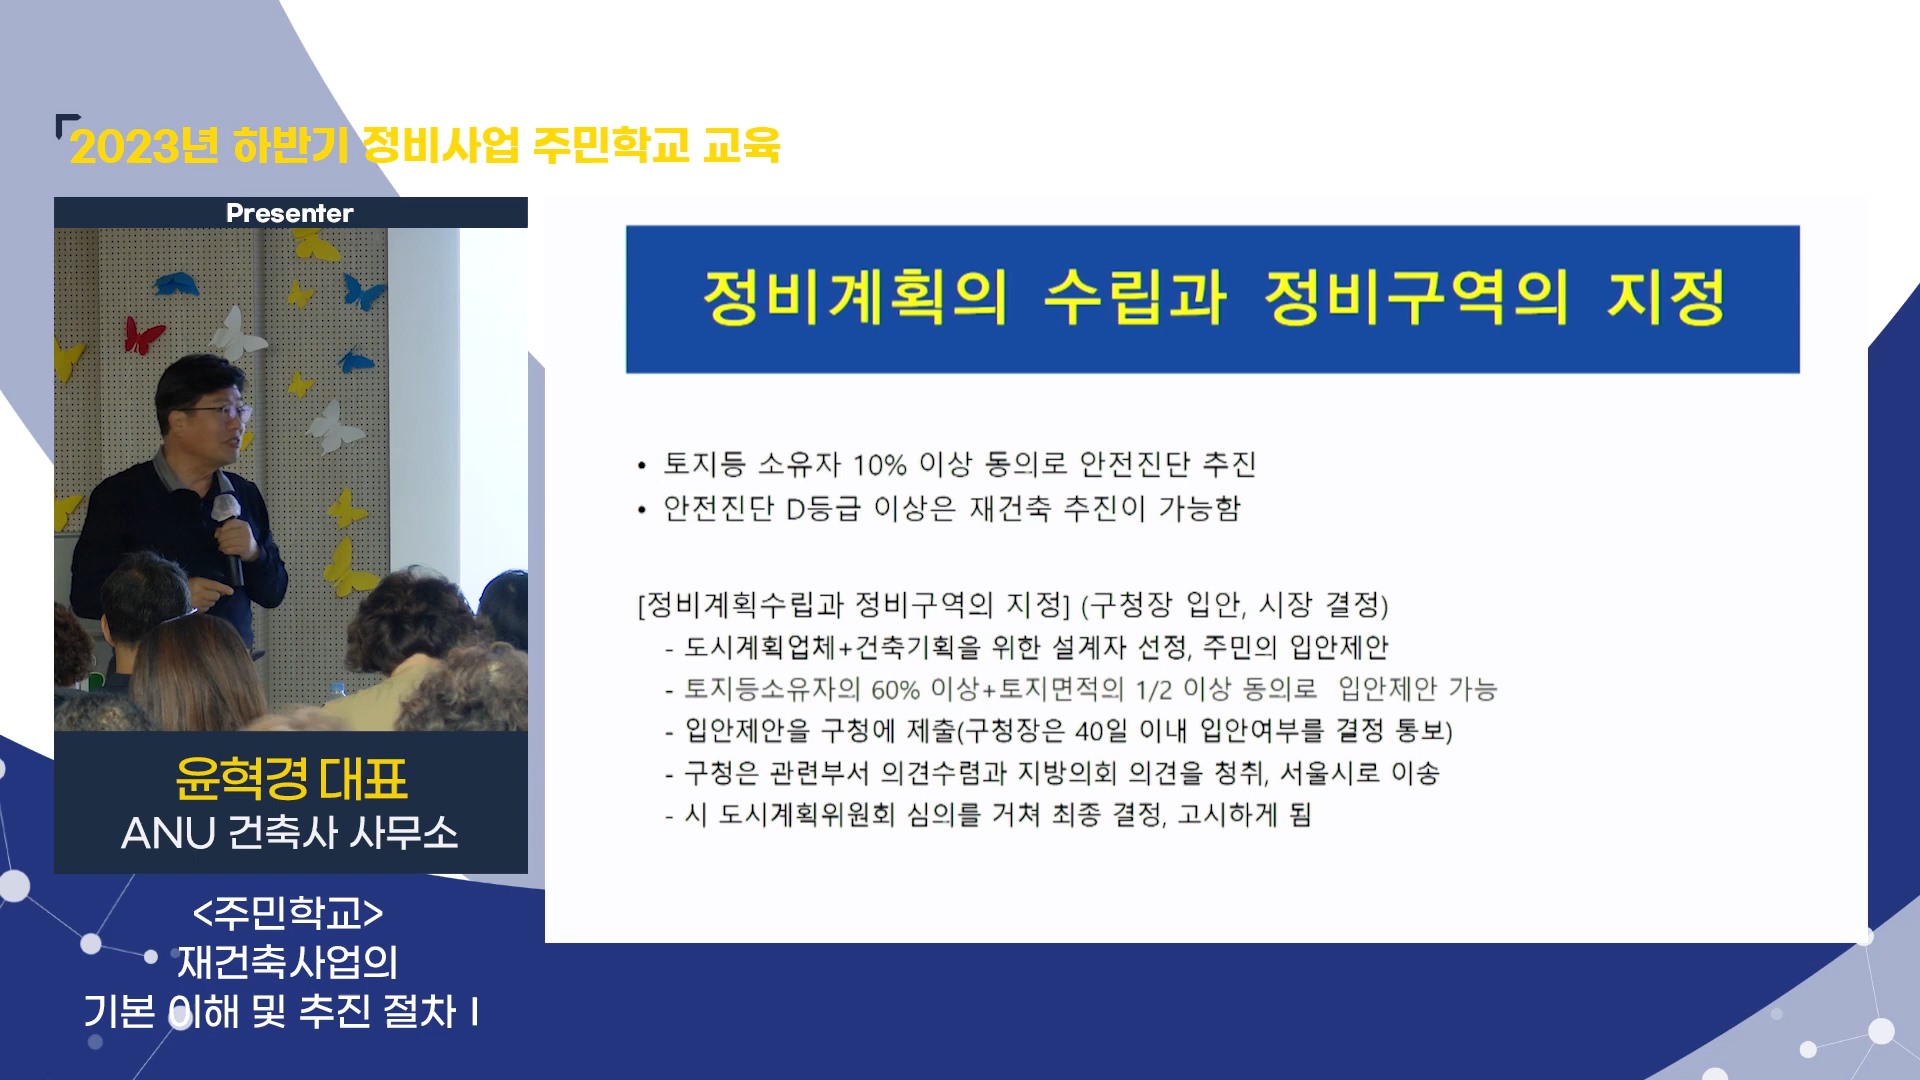 2023년 하반기 정비사업 주민학교 교육
Presenter
윤혁경 대표
ANU 건축사 사무소
<주민학교>
재건축사업의
기본 이해 및 추진 절차 I
정비계획의 수립과 정비구역의 지정
• 토지등 소유자 10% 이상 동의로 안전진단 추진
• 안전진단 D등급 이상은 재건축 추진이 가능함
[정비계획수립과 정비구역의 지정] (구청장 입안, 시장 결정)
- 도시계획업체+건축기획을 위한 설계자 선정, 주민의 입안제안
- 토지등소유자의 60% 이상+토지면적의 1/2 이상 동의로 입안제안 가능
- 입안제안을 구청에 제출(구청장은 40일 이내 입안여부를 결정 통보)
- 구청은 관련부서 의견수렴과 지방의회 의견을 청취, 서울시로 이송
- 시 도시계획위원회 심의를 거쳐 최종 결정, 고시하게 됨